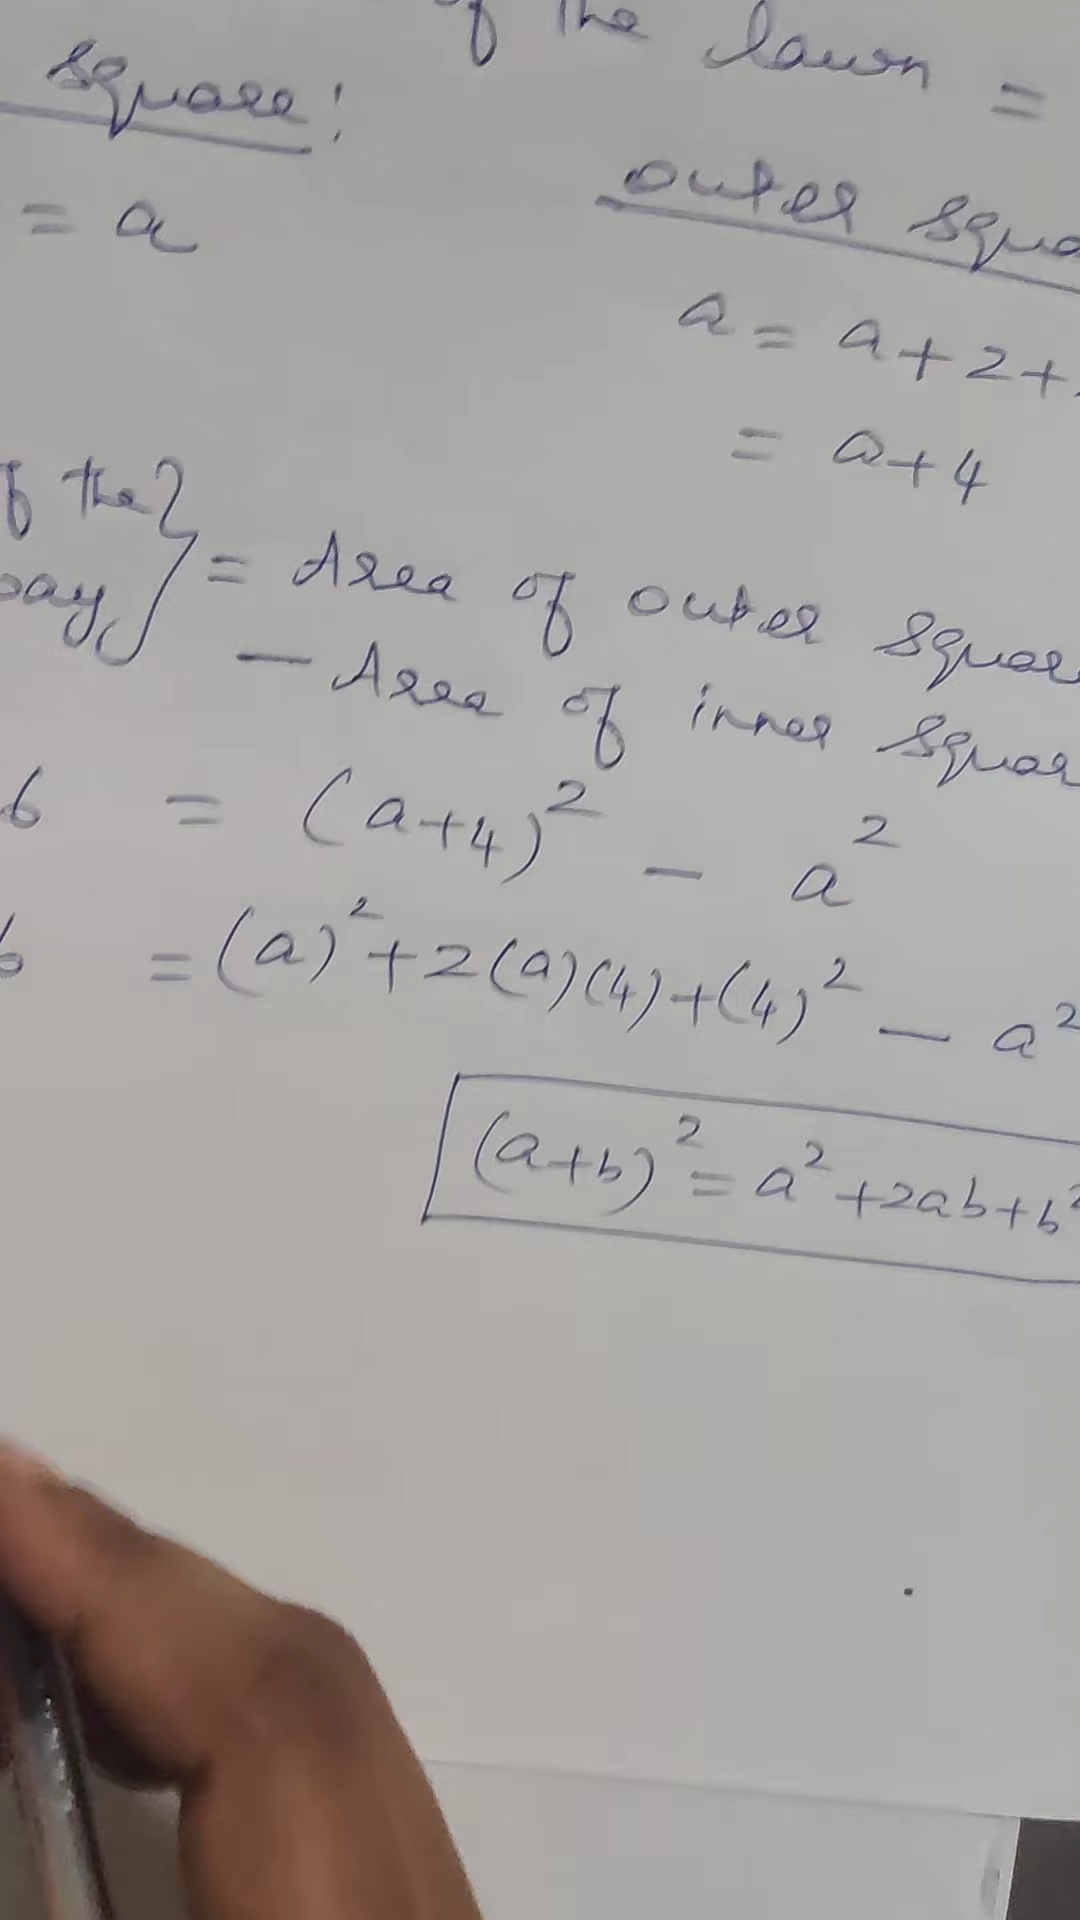 of the lawn =
square:
outer squa
= a
a = a+2+
= a+4
of the } = Area of outer square
way
- Area of inner squar
6 = (a+4)² - a²
6 = (a)²+2(a)(4)+(4)² - a²
(a+b)² = a²+2ab+b²